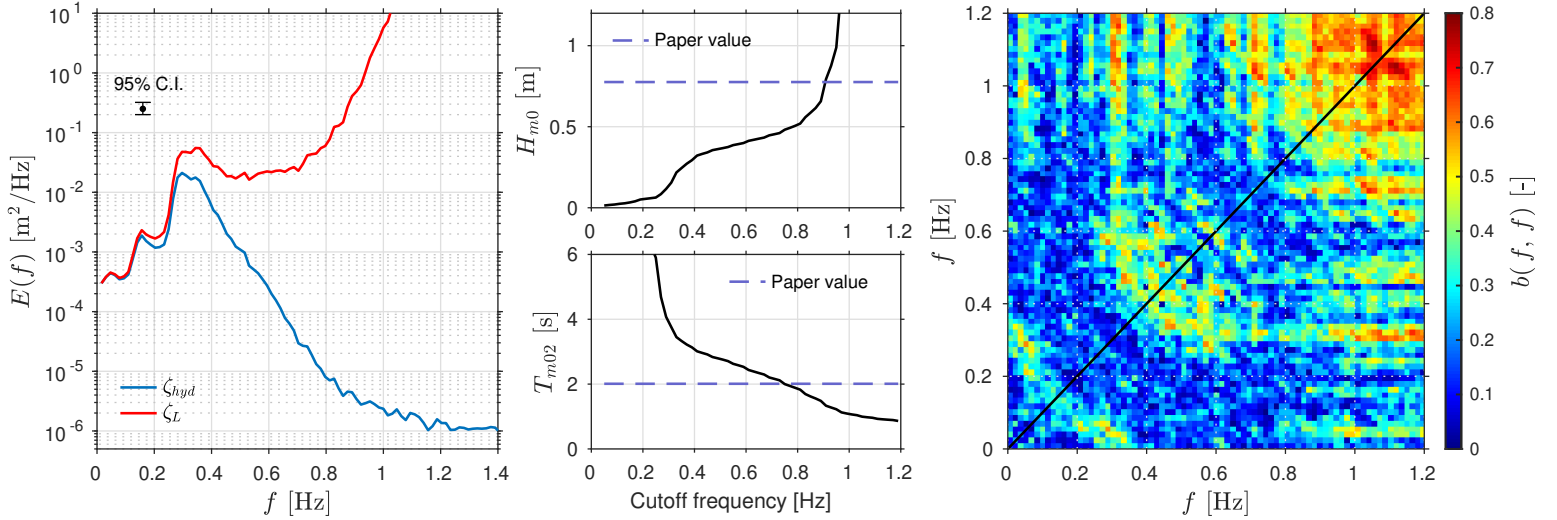 10^1
10^0
10^-1
10^-2
10^-3
10^-4
10^-5
10^-6
E(f) [m^2/Hz]
95% C.I.
ζ_hyd
ζ_L
0 0.2 0.4 0.6 0.8 1 1.2 1.4
f [Hz]
1
0.5
0
H_m0 [m]
Paper value
0 0.2 0.4 0.6 0.8 1 1.2
6
4
2
0
T_m02 [s]
Paper value
0 0.2 0.4 0.6 0.8 1 1.2
Cutoff frequency [Hz]
1.2
1
0.8
0.6
0.4
0.2
0
f [Hz]
0 0.2 0.4 0.6 0.8 1 1.2
f [Hz]
0.8
0.7
0.6
0.5
0.4
0.3
0.2
0.1
0
b(f, f) [-]